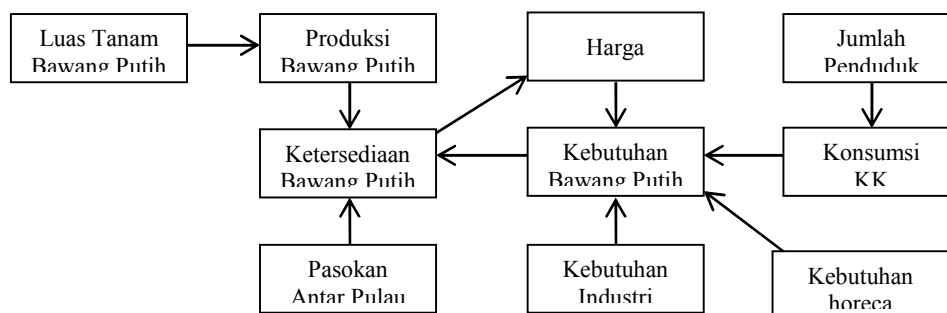 Luas Tanam
Bawang Putih
Produksi
Bawang Putih
Harga
Jumlah
Penduduk
Ketersediaan
Bawang Putih
Kebutuhan
Bawang Putih
Konsumsi
KK
Pasokan
Antar Pulau
Kebutuhan
Industri
Kebutuhan
horeca